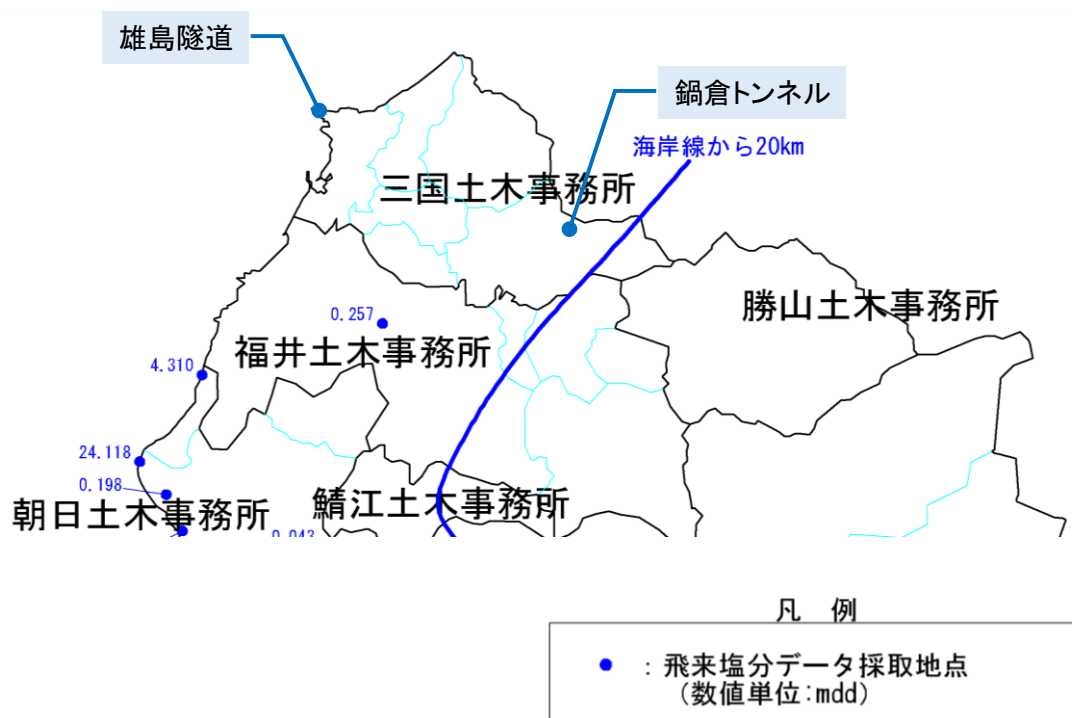 雄島隧道
鍋倉トンネル
海岸線から20km
三国土木事務所
勝山土木事務所
0.257
福井土木事務所
4.310
24.118
0.198
鯖江土木事務所
朝日土木事務所
0.043
凡 例
● : 飛来塩分データ採取地点
(数値単位:mdd)